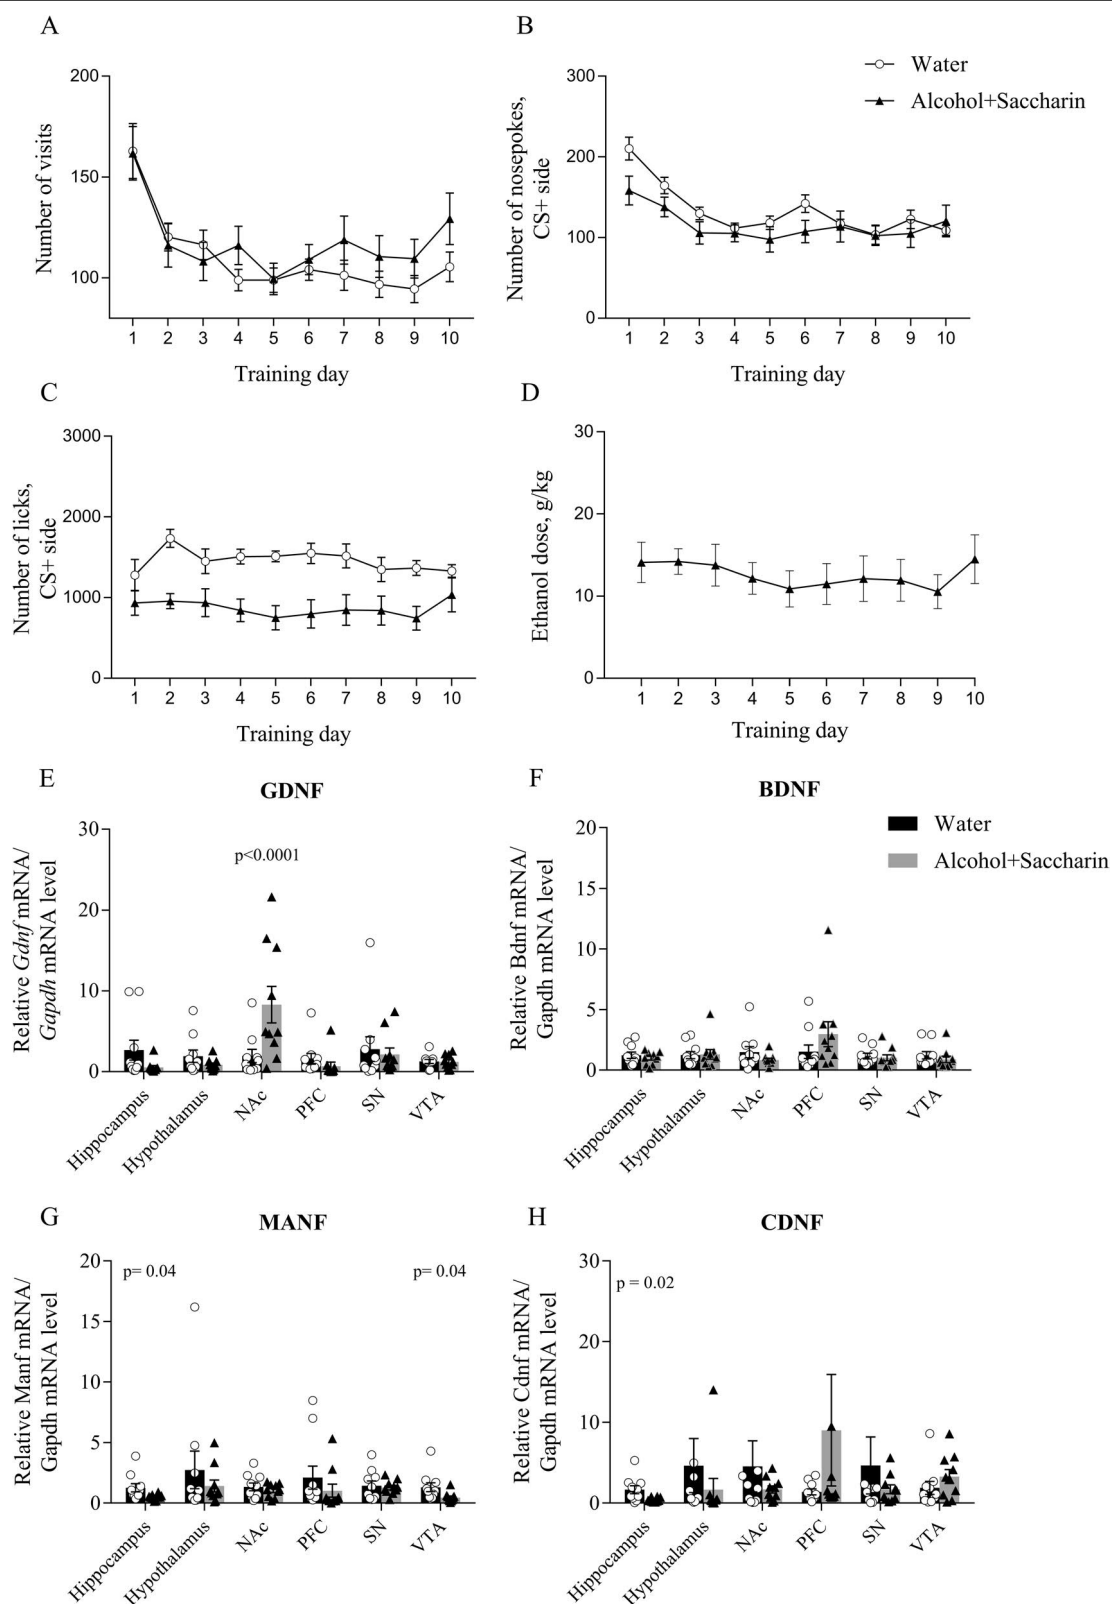 A
200
150
100
Number of visits
1 2 3 4 5 6 7 8 9 10
Training day
B
Water
Alcohol+Saccharin
300
200
100
0
Number of nosepokes,
CS+ side
1 2 3 4 5 6 7 8 9 10
Training day
C
3000
2000
1000
0
Number of licks,
CS+ side
1 2 3 4 5 6 7 8 9 10
Training day
D
30
20
10
0
Ethanol dose, g/kg
1 2 3 4 5 6 7 8 9 10
Training day
E
GDNF
30
20
10
0
p<0.0001
Relative Gdnf mRNA/
Gapdh mRNA level
Hippocampus
Hypothalamus
NAc
PFC
SN
VTA
F
BDNF
Water
Alcohol+Saccharin
20
15
10
5
0
Relative Bdnf mRNA/
Gapdh mRNA level
Hippocampus
Hypothalamus
NAc
PFC
SN
VTA
G
MANF
20
15
10
5
0
p= 0.04
p= 0.04
Relative Manf mRNA/
Gapdh mRNA level
Hippocampus
Hypothalamus
NAc
PFC
SN
VTA
H
CDNF
30
20
10
0
p = 0.02
Relative Cdnf mRNA/
Gapdh mRNA level
Hippocampus
Hypothalamus
NAc
PFC
SN
VTA